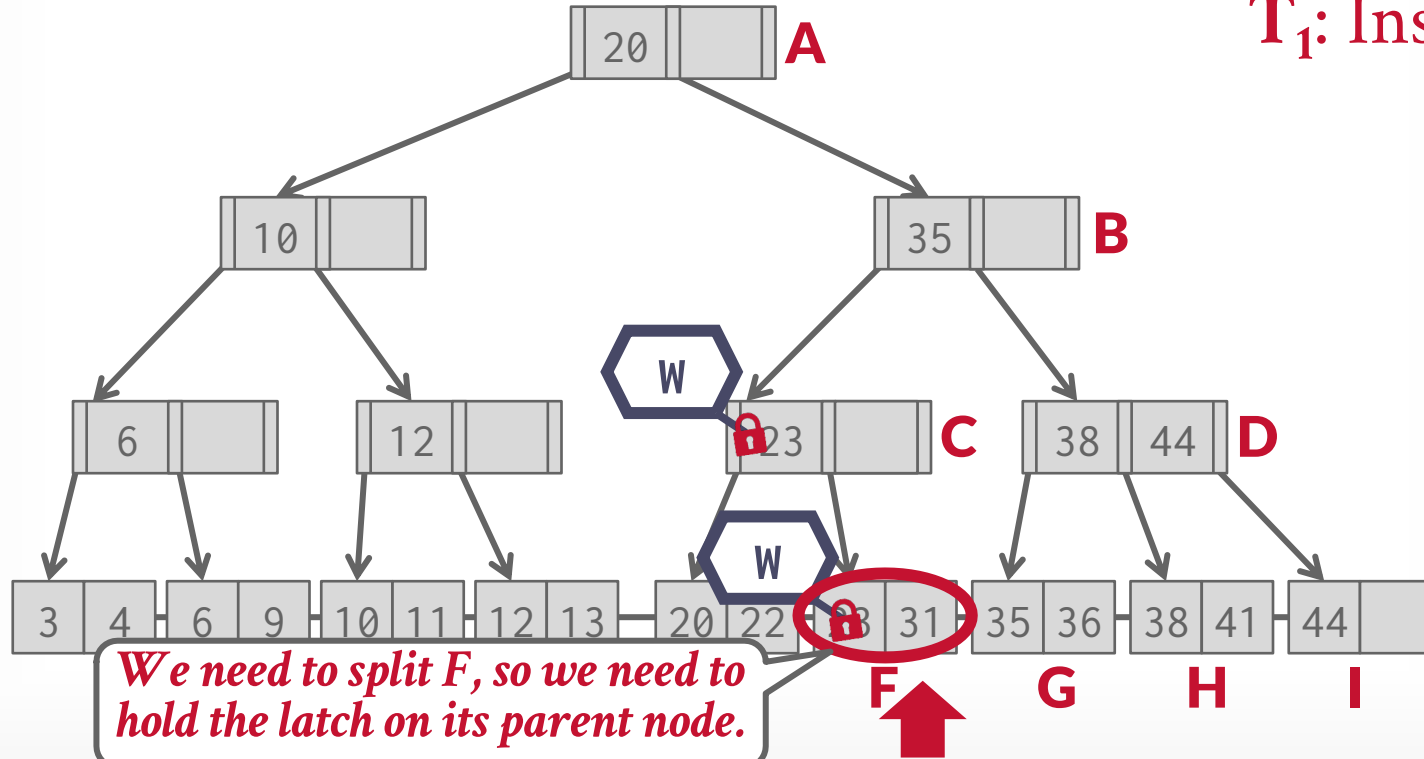 T1: Ins
20 A
10 35 B
W
6 12 23 C 38 44 D
W
3 4 6 9 10 11 12 13 20 22 23 31 35 36 38 41 44
We need to split F, so we need to
hold the latch on its parent node.
F G H I